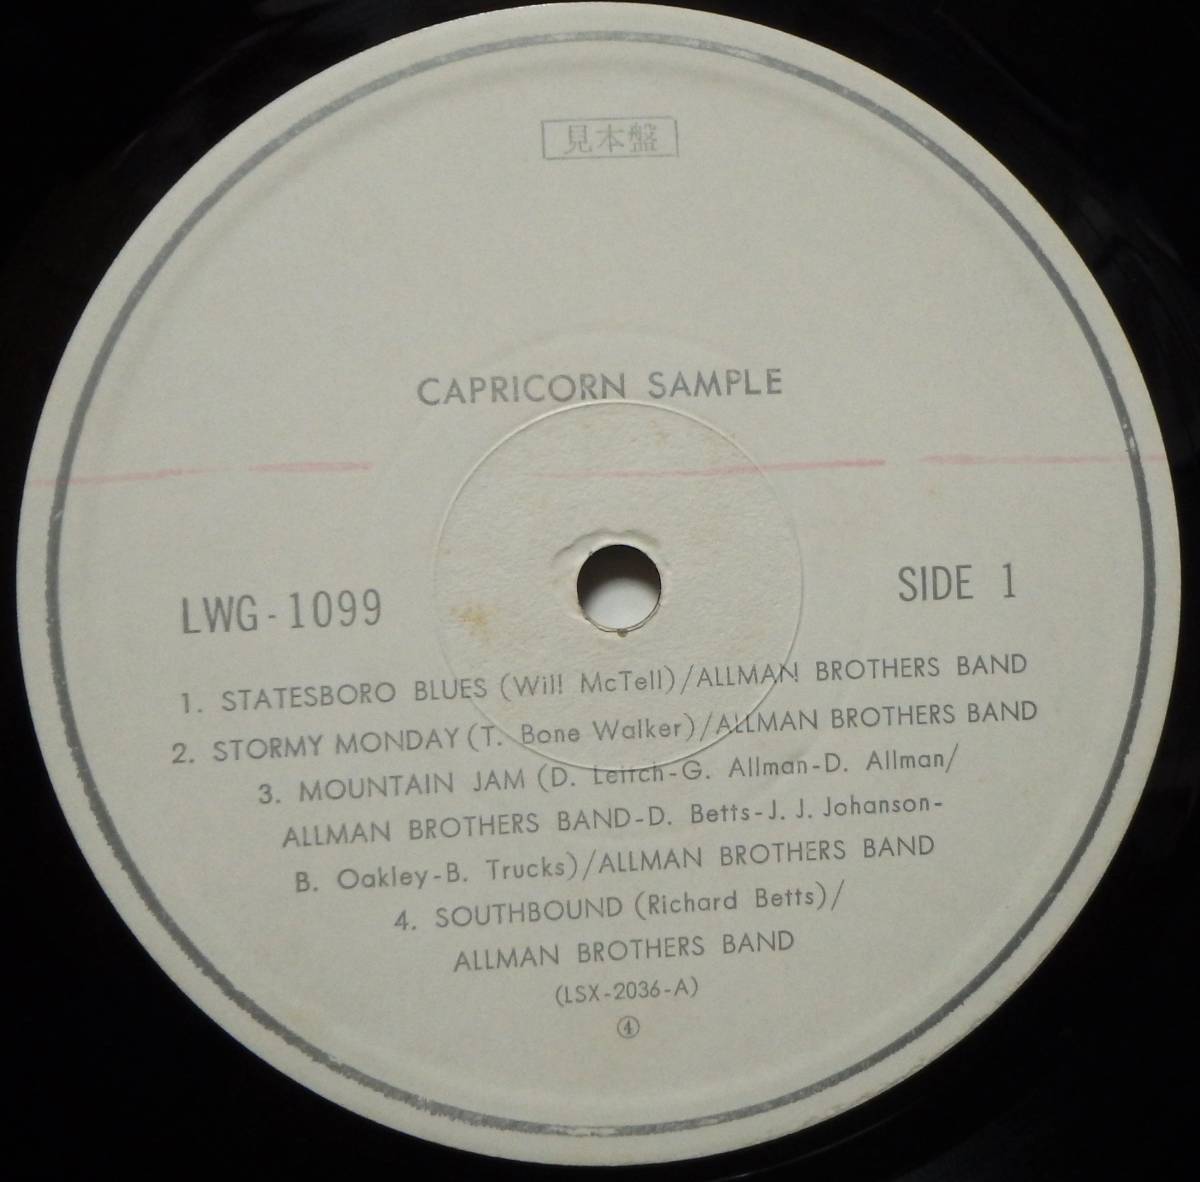 見本盤
CAPRICORN SAMPLE
LWG-1099
SIDE 1
1. STATESBORO BLUES (Will McTell)/ALLMAN BROTHERS BAND
2. STORMY MONDAY (T. Bone Walker)/ALLMAN BROTHERS BAND
3. MOUNTAIN JAM (D. Leitch-G. Allman-D. Allman/
ALLMAN BROTHERS BAND-D. Betts-J. J. Johanson-
B. Oakley-B. Trucks)/ALLMAN BROTHERS BAND
4. SOUTHBOUND (Richard Betts)/
ALLMAN BROTHERS BAND
(LSX-2036-A)
④